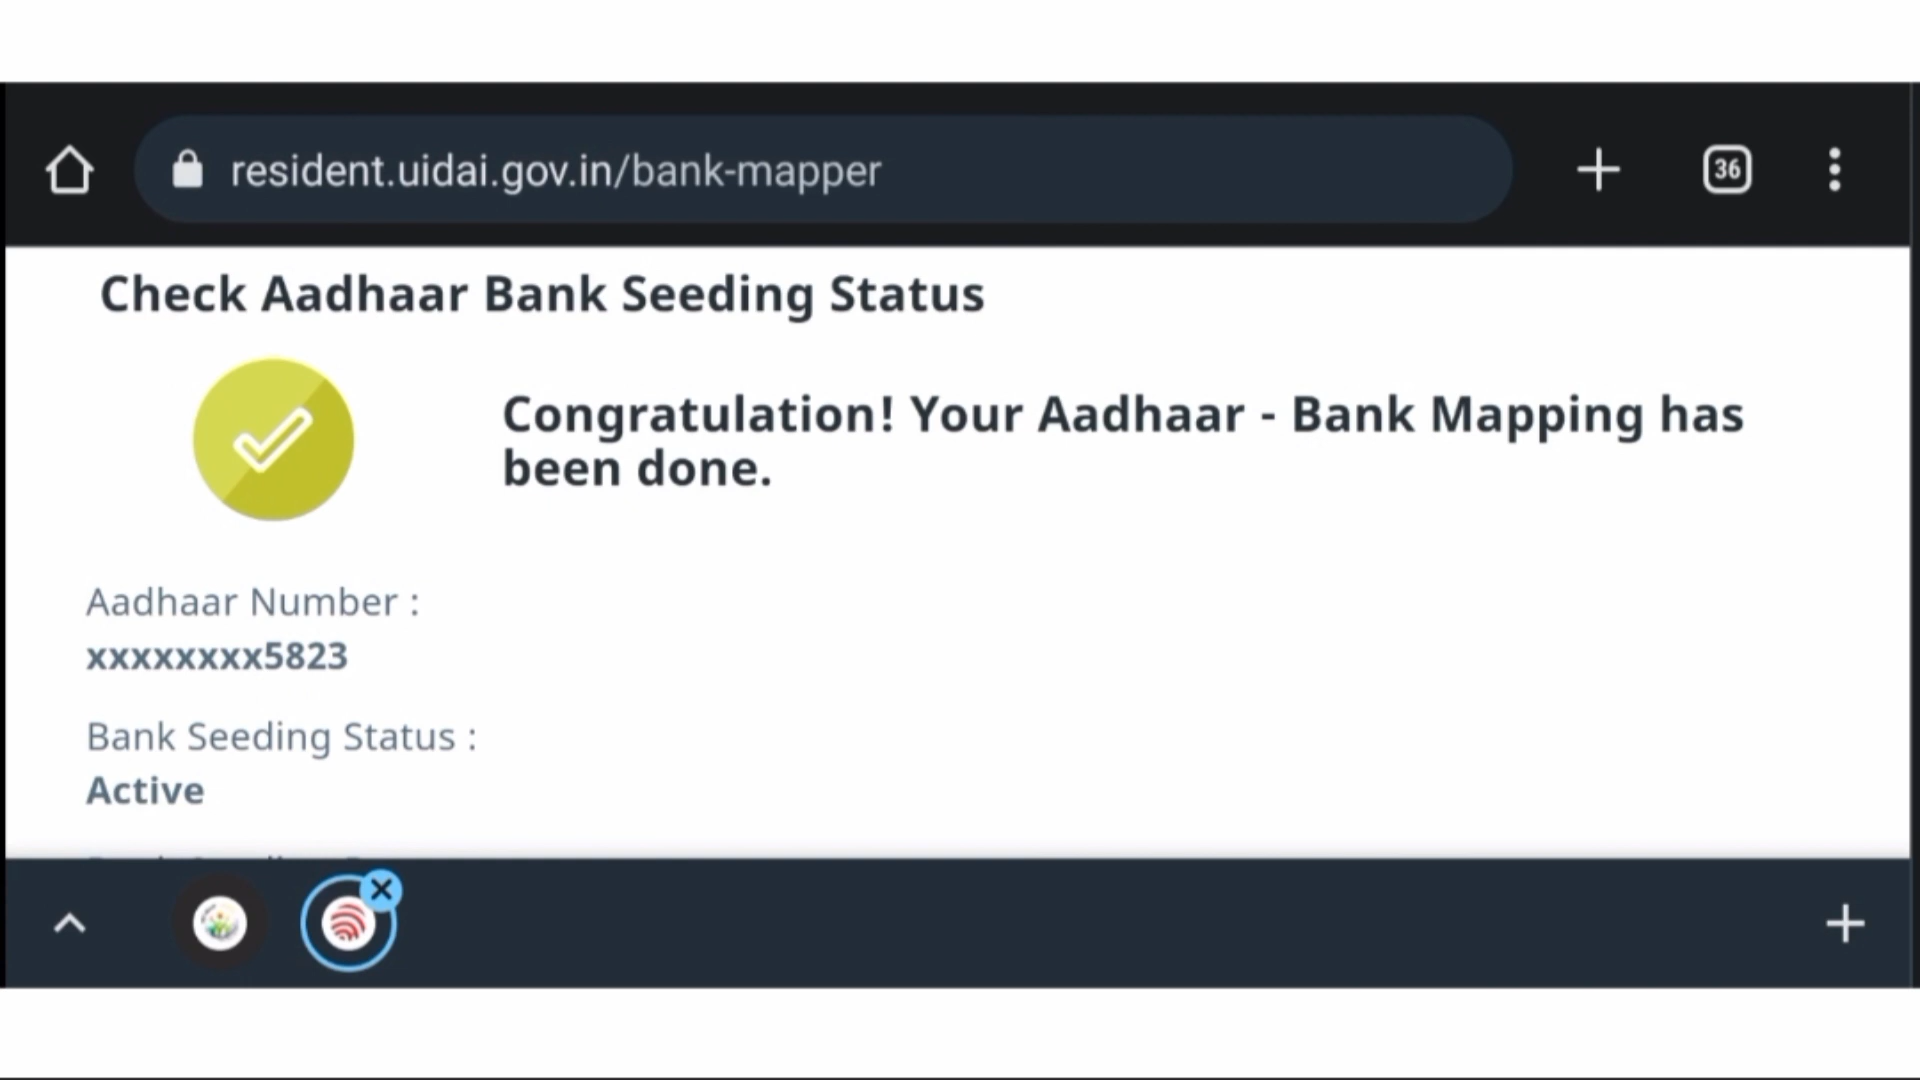 resident.uidai.gov.in/bank-mapper
36
Check Aadhaar Bank Seeding Status
Congratulation! Your Aadhaar - Bank Mapping has
been done.
Aadhaar Number :
xxxxxxxx5823
Bank Seeding Status :
Active